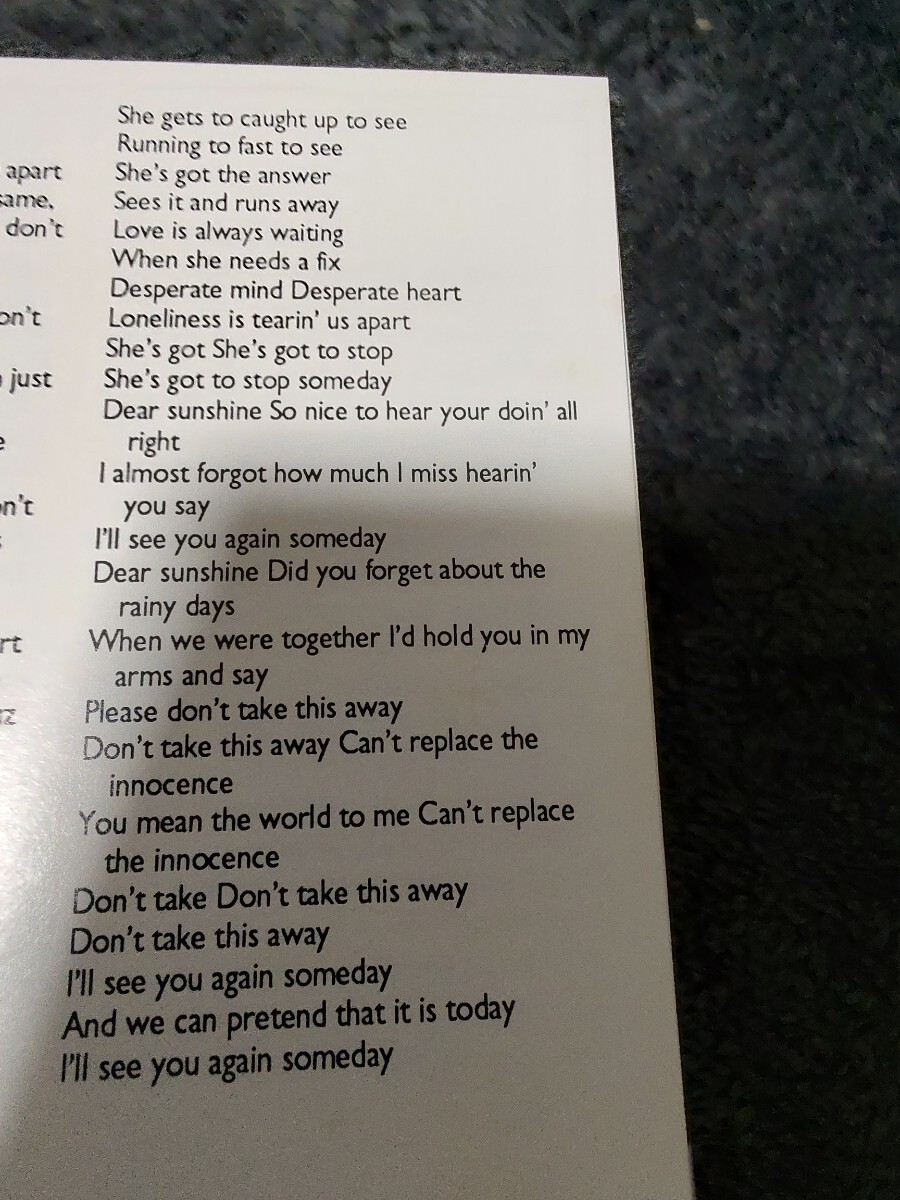 apart
same,
don't
on't
just
e
n't
rt
z
She gets to caught up to see
Running to fast to see
She's got the answer
Sees it and runs away
Love is always waiting
When she needs a fix
Desperate mind Desperate heart
Loneliness is tearin' us apart
She's got She's got to stop
She's got to stop someday
Dear sunshine So nice to hear your doin' all
right
I almost forgot how much I miss hearin'
you say
I'll see you again someday
Dear sunshine Did you forget about the
rainy days
When we were together I'd hold you in my
arms and say
Please don't take this away
Don't take this away Can't replace the
innocence
You mean the world to me Can't replace
the innocence
Don't take Don't take this away
Don't take this away
I'll see you again someday
And we can pretend that it is today
I'll see you again someday